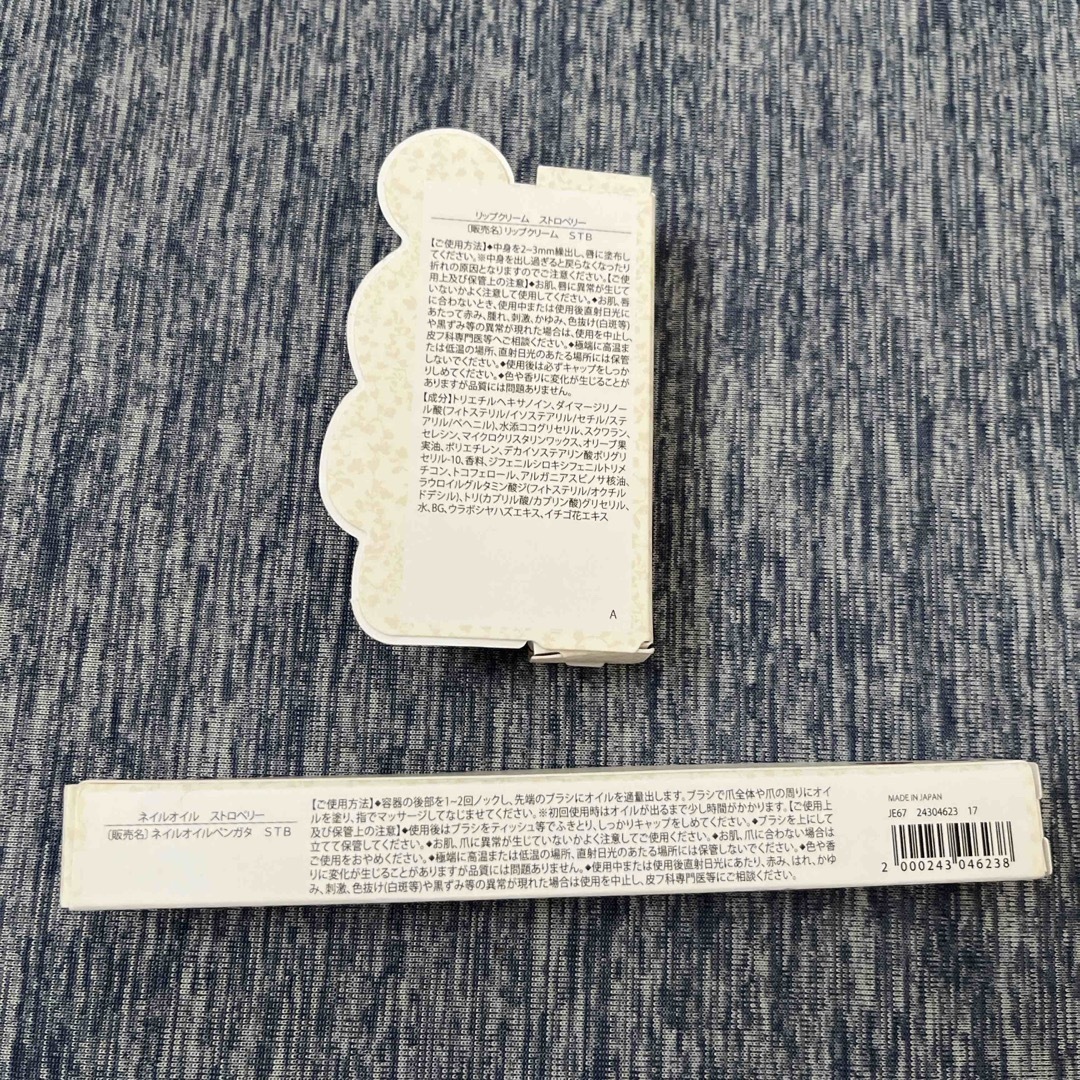 リップクリーム ストロベリー
〔販売名〕リップクリーム STB
【ご使用方法】◆中身を2~3mm繰出し、唇に塗布し
てください。※中身を出し過ぎると戻らなくなったり
折れの原因となりますのでご注意ください。【ご使
用上及び保管上の注意】◆お肌、唇に異常が生じて
いないかよく注意して使用してください。◆お肌、唇
に合わないとき、使用中または使用後直射日光に
あたって赤み、腫れ、刺激、かゆみ、色抜け(白斑等)
や黒ずみ等の異常が現れた場合は、使用を中止し、
皮フ科専門医等へご相談ください。◆極端に高温ま
たは低温の場所、直射日光のあたる場所には保管
しないでください。◆使用後は必ずキャップをしっか
りしめてください。◆色や香りに変化が生じることが
ありますが品質には問題ありません。
【成分】トリエチルヘキサノイン、ダイマージリノー
ル酸(フィトステリル/イソステアリル/セチル/ステ
アリル/ベヘニル)、水添ココグリセリル、スクワラン、
セレシン、マイクロクリスタリンワックス、オリーブ果
実油、ポリエチレン、デカイソステアリン酸ポリグリ
セリル-10、香料、ジフェニルシロキシフェニルトリメ
チコン、トコフェロール、アルガニアスピノサ核油、
ラウロイルグルタミン酸ジ(フィトステリル/オクチル
ドデシル)、トリ(カプリル酸/カプリン酸)グリセリル、
水、BG、ウラボシヤハズエキス、イチゴ花エキス
A
ネイルオイル ストロベリー
〔販売名〕ネイルオイルペンガタ STB
【ご使用方法】◆容器の後部を1~2回ノックし、先端のブラシにオイルを適量出します。ブラシで爪全体や爪の周りにオイ
ルを塗り、指でマッサージしてなじませてください。※初回使用時はオイルが出るまで少し時間がかかります。【ご使用上
及び保管上の注意】◆使用後はブラシをティッシュ等でふきとり、しっかりキャップをしめてください。◆ブラシを上にして
立てて保管してください。◆お肌、爪に異常が生じていないかよく注意してご使用ください。◆お肌、爪に合わない場合は
ご使用をおやめください。◆極端に高温または低温の場所、直射日光のあたる場所には保管しないでください。◆色や香
りに変化が生じることがありますが品質には問題ありません。◆使用中または使用後直射日光にあたり、赤み、はれ、かゆ
み、刺激、色抜け(白斑等)や黒ずみ等の異常が現れた場合は使用を中止し、皮フ科専門医等にご相談ください。
MADE IN JAPAN
JE67 24304623 17
2 000243 046238